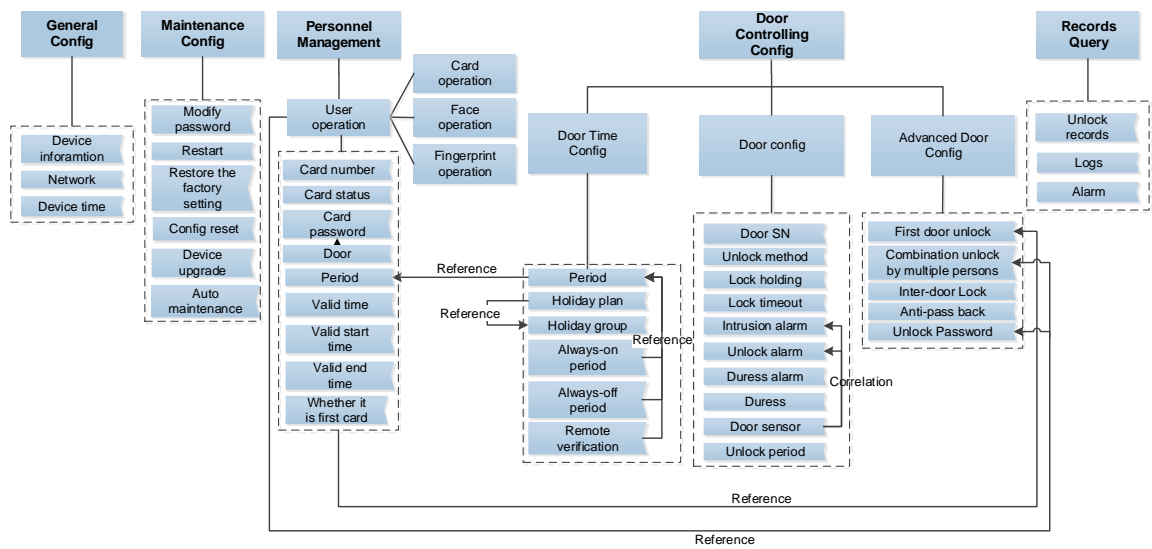 General
Config
Device
inforamtion
Network
Device time
Maintenance
Config
Modify
password
Restart
Restore the
factory
setting
Config reset
Device
upgrade
Auto
maintenance
Personnel
Management
User
operation
Card
operation
Face
operation
Fingerprint
operation
Card number
Card status
Card
password
Door
Period
Valid time
Valid start
time
Valid end
time
Whether it
is first card
Door
Controlling
Config
Door Time
Config
Reference
Period
Holiday plan
Reference
Holiday group
Reference
Always-on
period
Always-off
period
Remote
verification
Door config
Door SN
Unlock method
Lock holding
Lock timeout
Intrusion alarm
Unlock alarm
Duress alarm
Correlation
Duress
Door sensor
Unlock period
Advanced Door
Config
First door unlock
Combination unlock
by multiple persons
Inter-door Lock
Anti-pass back
Unlock Password
Records
Query
Unlock
records
Logs
Alarm
Reference
Reference